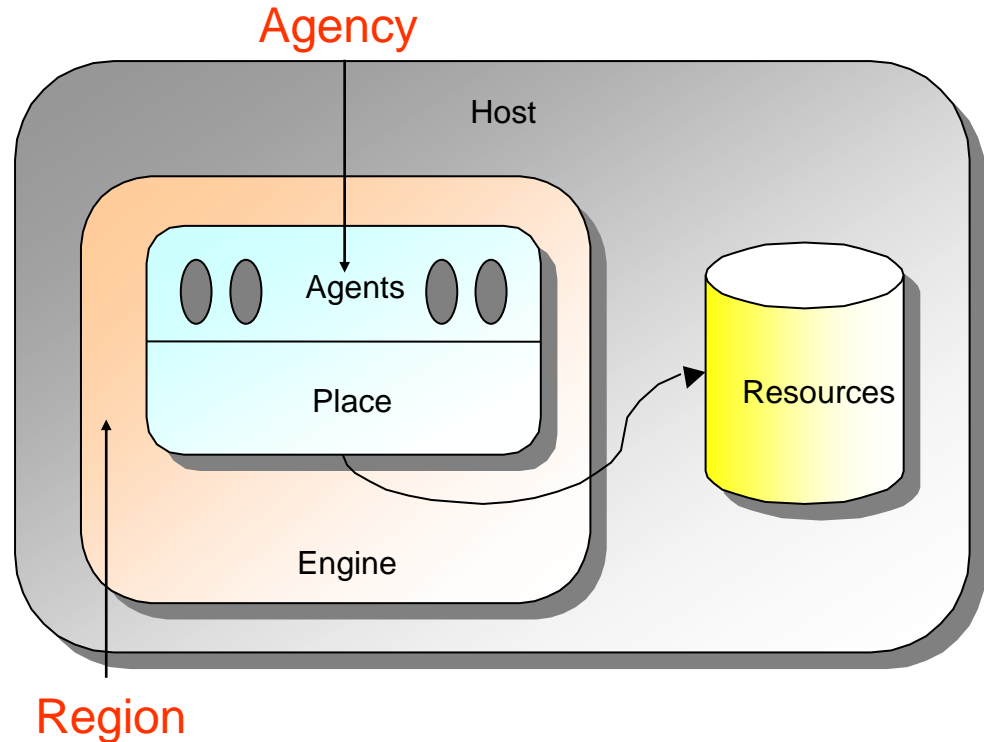 Agency
Host
Agents
Place
Resources
Engine
Region